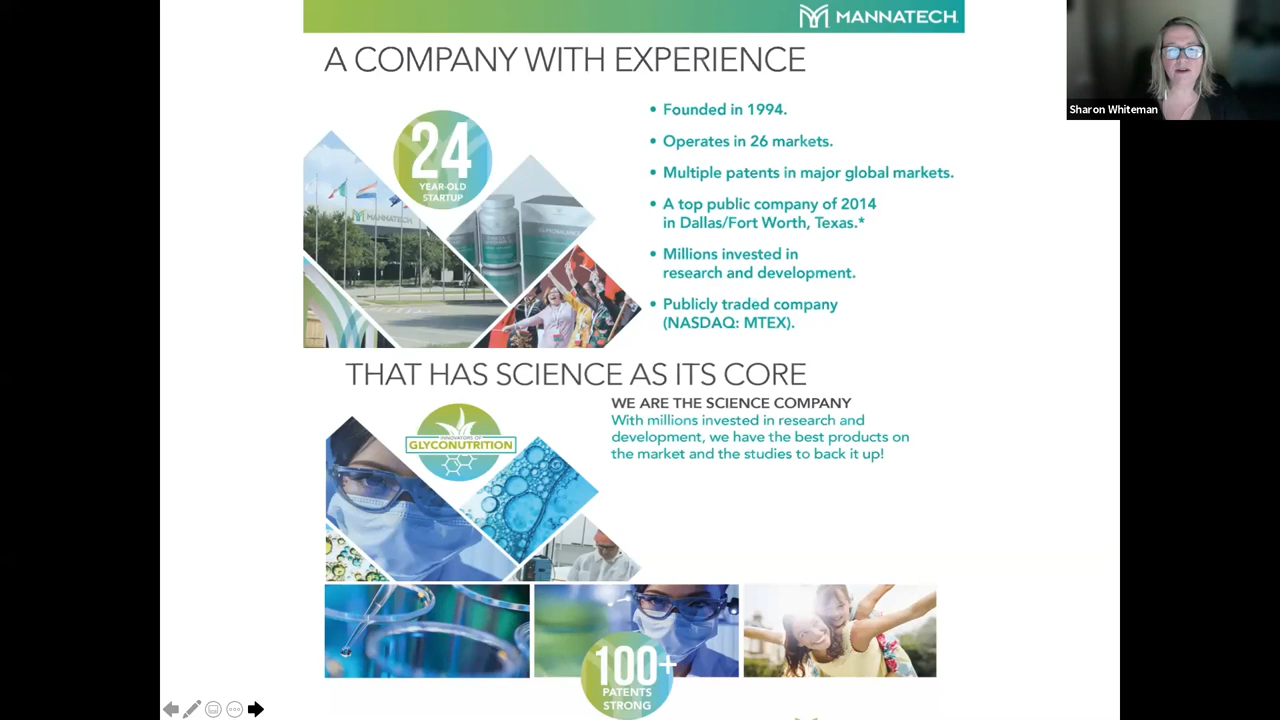 MANNATECH
A COMPANY WITH EXPERIENCE
24
YEAR-OLD
STARTUP
MANNATECH
• Founded in 1994.
• Operates in 26 markets.
• Multiple patents in major global markets.
• A top public company of 2014
in Dallas/Fort Worth, Texas.*
• Millions invested in
research and development.
• Publicly traded company
(NASDAQ: MTEX).
Sharon Whiteman
THAT HAS SCIENCE AS ITS CORE
INNOVATORS OF
GLYCONUTRITION
WE ARE THE SCIENCE COMPANY
With millions invested in research and
development, we have the best products on
the market and the studies to back it up!
100+
PATENTS
STRONG